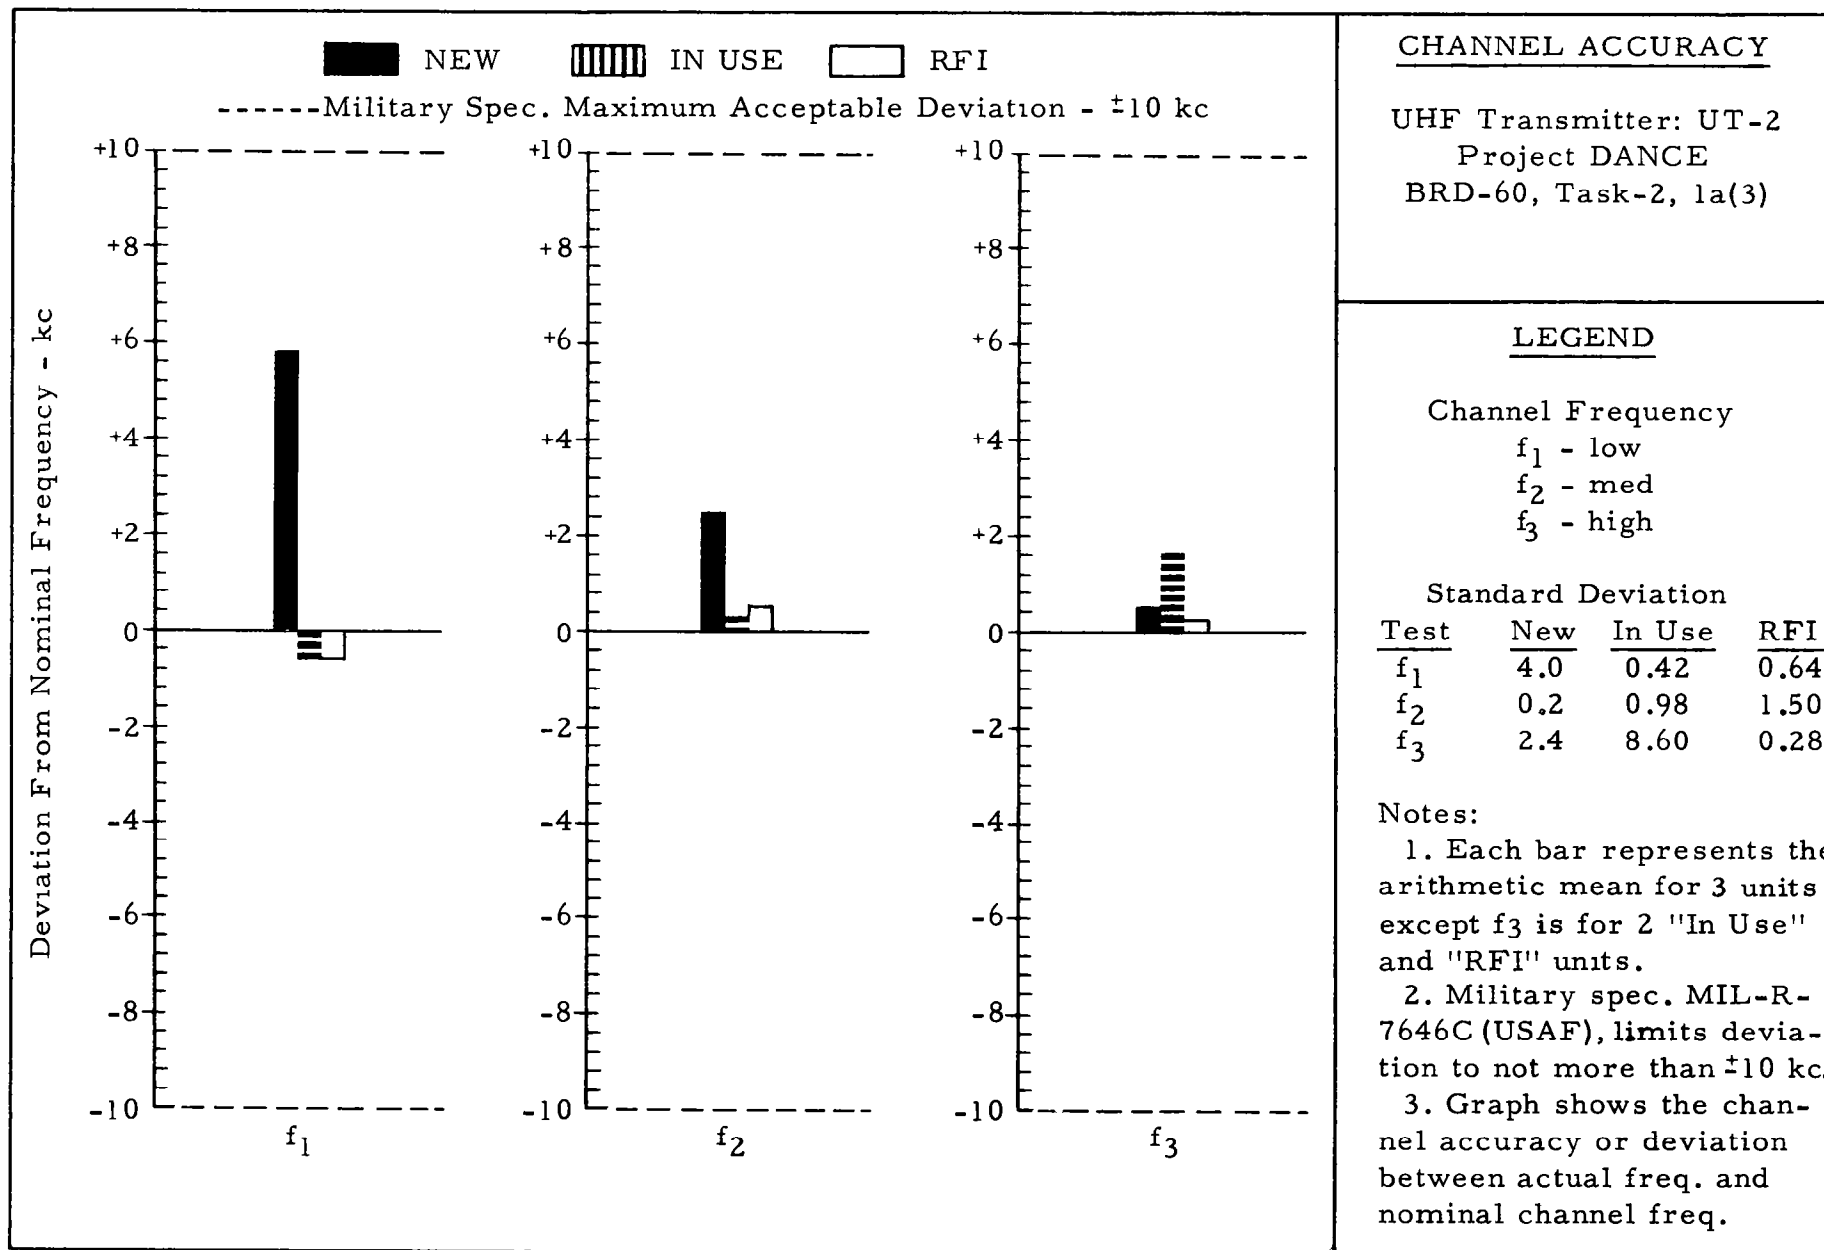 NEW IN USE RFI
------Military Spec. Maximum Acceptable Deviation - ±10 kc
Deviation From Nominal Frequency - kc
+10
+8
+6
+4
+2
0
-2
-4
-6
-8
-10
f1
+10
+8
+6
+4
+2
0
-2
-4
-6
-8
-10
f2
+10
+8
+6
+4
+2
0
-2
-4
-6
-8
-10
f3
CHANNEL ACCURACY
UHF Transmitter: UT-2
Project DANCE
BRD-60, Task-2, 1a(3)
LEGEND
Channel Frequency
f1 - low
f2 - med
f3 - high
Standard Deviation
Test New In Use RFI
f1 4.0 0.42 0.64
f2 0.2 0.98 1.50
f3 2.4 8.60 0.28
Notes:
1. Each bar represents the
arithmetic mean for 3 units
except f3 is for 2 "In Use"
and "RFI" units.
2. Military spec. MIL-R-
7646C (USAF), limits devia-
tion to not more than ±10 kc.
3. Graph shows the chan-
nel accuracy or deviation
between actual freq. and
nominal channel freq.